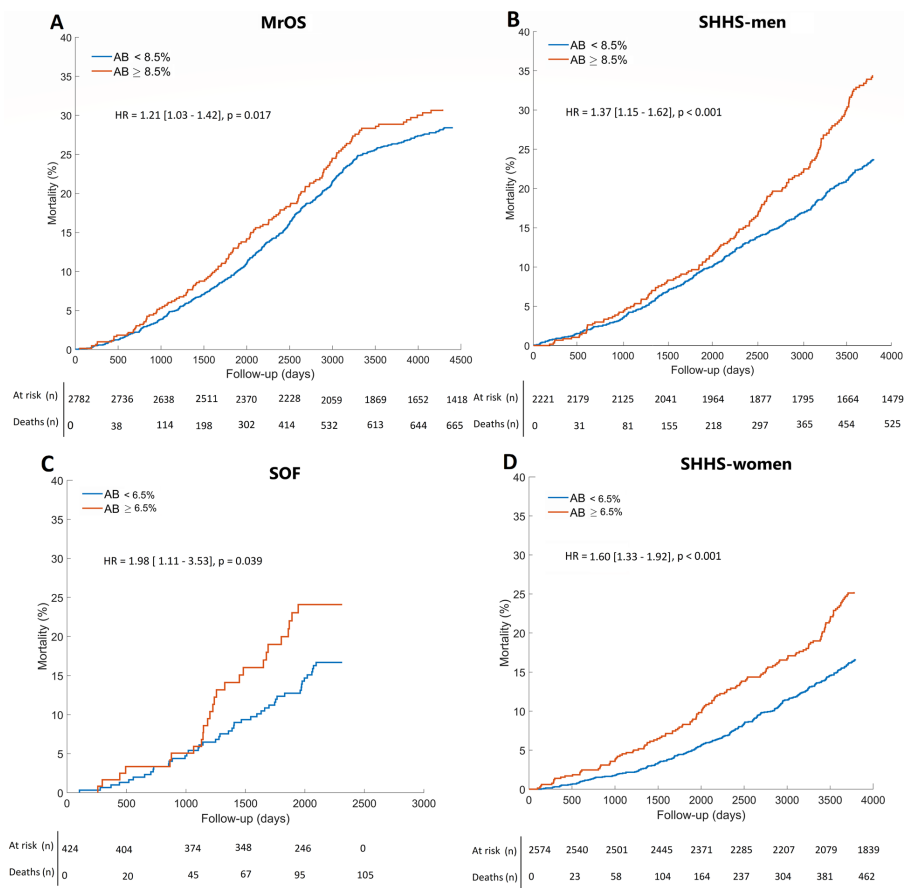 A
MrOS
AB < 8.5%
AB ≥ 8.5%
HR = 1.21 [1.03 - 1.42], p = 0.017
Mortality (%)
40
35
30
25
20
15
10
5
0
0 500 1000 1500 2000 2500 3000 3500 4000 4500
Follow-up (days)
At risk (n) 2782 2736 2638 2511 2370 2228 2059 1869 1652 1418
Deaths (n) 0 38 114 198 302 414 532 613 644 665
B
SHHS-men
AB < 8.5%
AB ≥ 8.5%
HR = 1.37 [1.15 - 1.62], p < 0.001
Mortality (%)
40
35
30
25
20
15
10
5
0
0 500 1000 1500 2000 2500 3000 3500 4000
Follow-up (days)
At risk (n) 2221 2179 2125 2041 1964 1877 1795 1664 1479
Deaths (n) 0 31 81 155 218 297 365 454 525
C
SOF
AB < 6.5%
AB ≥ 6.5%
HR = 1.98 [ 1.11 - 3.53], p = 0.039
Mortality (%)
40
35
30
25
20
15
10
5
0
0 500 1000 1500 2000 3000
Follow-up (days)
At risk (n) 424 404 374 348 246 0
Deaths (n) 0 20 45 67 95 105
D
SHHS-women
AB < 6.5%
AB ≥ 6.5%
HR = 1.60 [1.33 - 1.92], p < 0.001
Mortality (%)
40
35
30
25
20
15
10
5
0
0 500 1000 1500 2000 2500 3000 3500 4000
Follow-up (days)
At risk (n) 2574 2540 2501 2445 2371 2285 2207 2079 1839
Deaths (n) 0 23 58 104 164 237 304 381 462